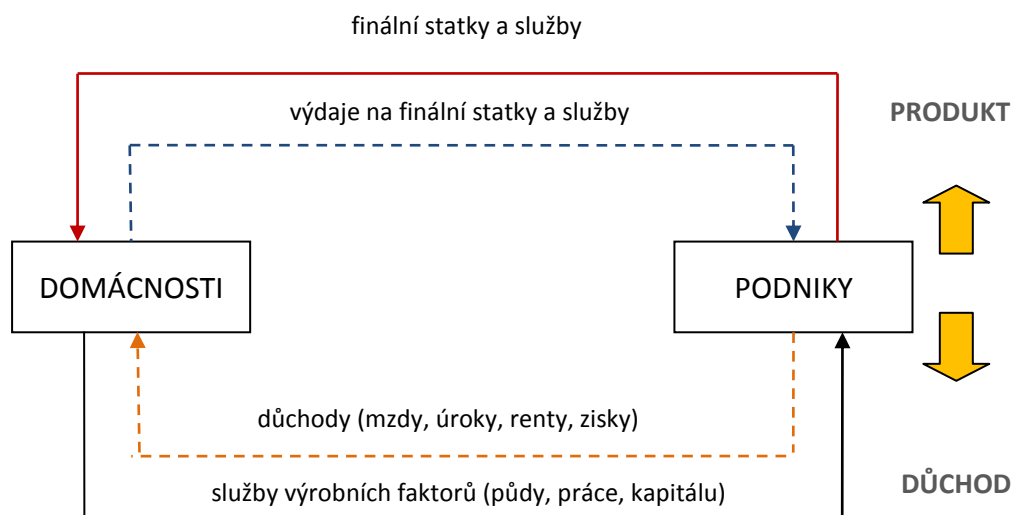 finální statky a služby
výdaje na finální statky a služby
PRODUKT
DOMÁCNOSTI
PODNIKY
důchody (mzdy, úroky, renty, zisky)
služby výrobních faktorů (půdy, práce, kapitálu)
DŮCHOD